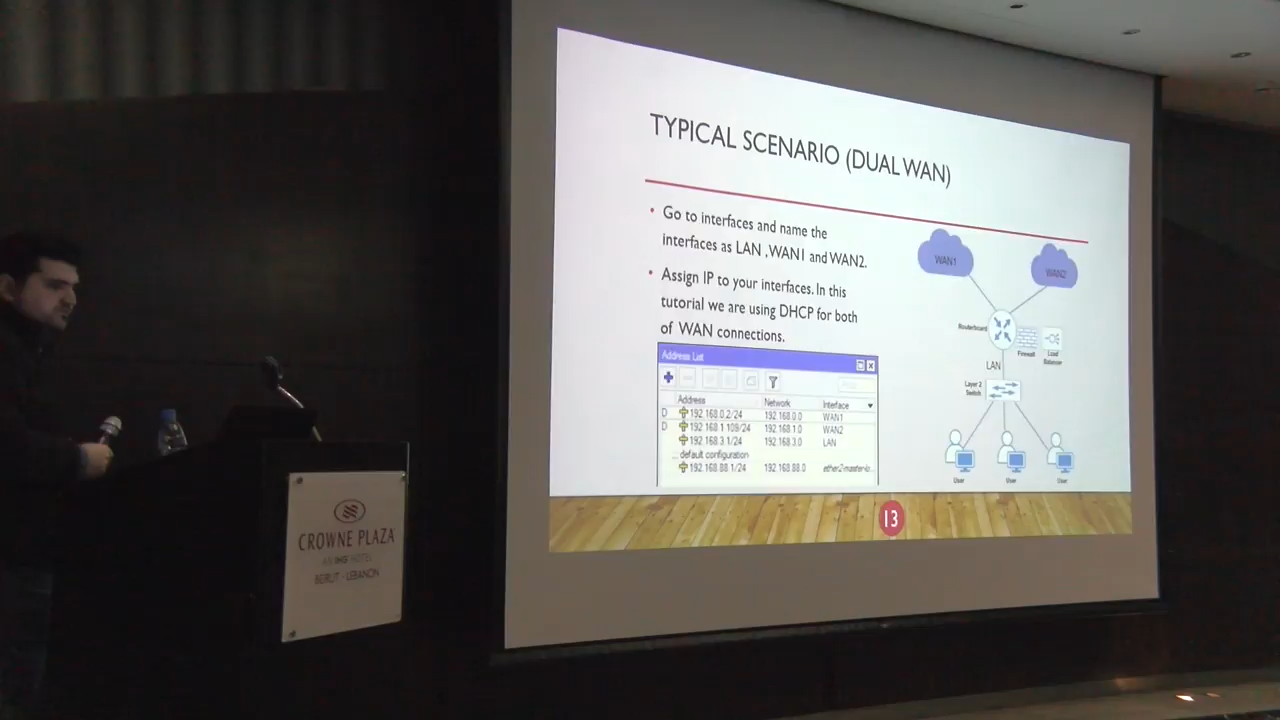 TYPICAL SCENARIO (DUAL WAN)
• Go to interfaces and name the
interfaces as LAN ,WAN1 and WAN2.
• Assign IP to your interfaces. In this
tutorial we are using DHCP for both
of WAN connections.
Address List
Address Network Interface
D 192.168.0.2/24 192.168.0.0 WAN1
D 192.168.1.109/24 192.168.1.0 WAN2
192.168.3.1/24 192.168.3.0 LAN
... default configuration
192.168.88.1/24 192.168.88.0 ether2-master-lo...
WAN1
WAN2
Routerboard
Firewall
Load
Balancer
LAN
Layer 2
Switch
User
User
User
13
CROWNE PLAZA
AN IHG HOTEL
BEIRUT - LEBANON